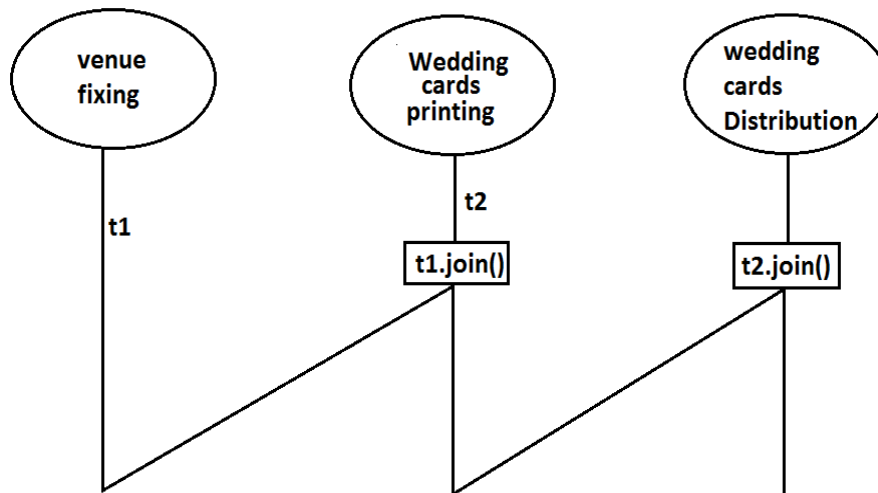 venue
fixing
Wedding
cards
printing
wedding
cards
Distribution
t1
t2
t1.join()
t2.join()